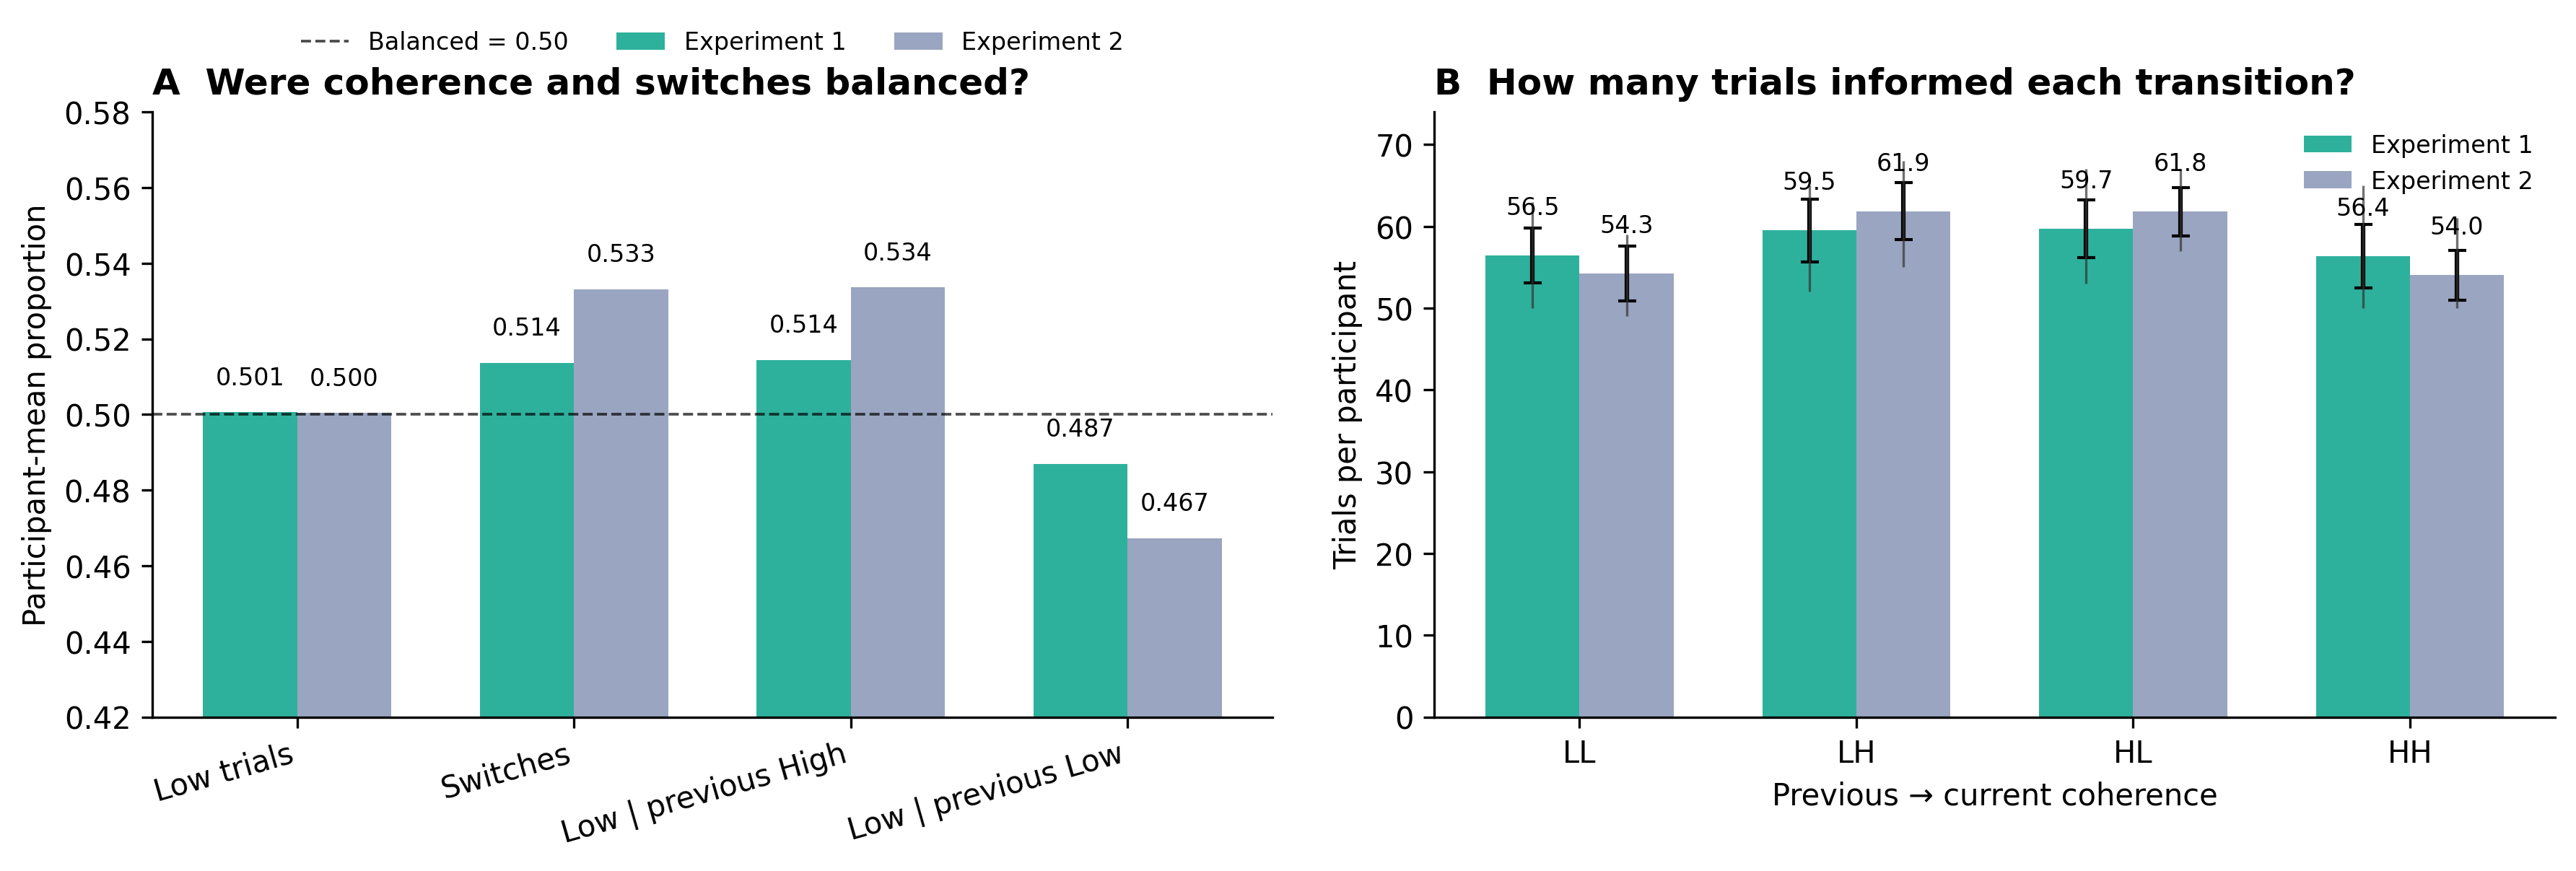 Balanced = 0.50
Experiment 1
Experiment 2
A Were coherence and switches balanced?
Participant-mean proportion
0.58
0.56
0.54
0.52
0.50
0.48
0.46
0.44
0.42
0.501
0.500
0.514
0.533
0.514
0.534
0.487
0.467
Low trials
Switches
Low | previous High
Low | previous Low
B How many trials informed each transition?
Experiment 1
Experiment 2
Trials per participant
70
60
50
40
30
20
10
0
56.5
54.3
59.5
61.9
59.7
61.8
56.4
54.0
LL
LH
HL
HH
Previous → current coherence